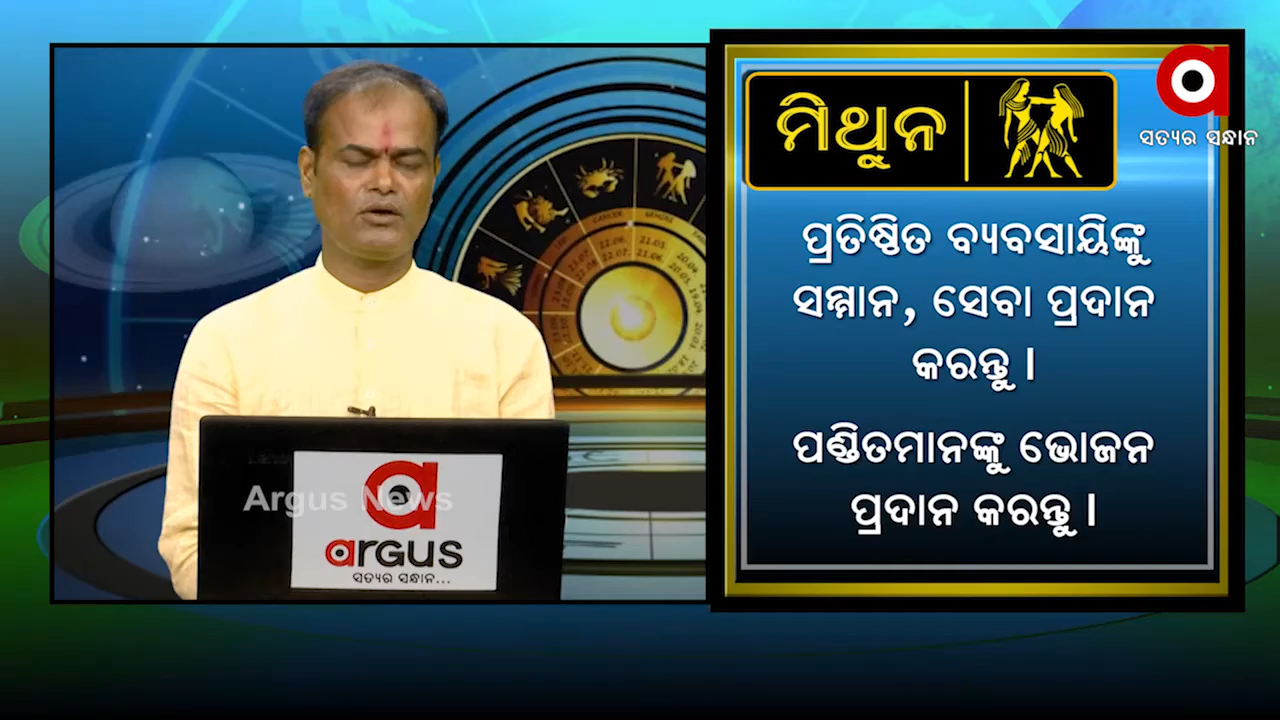 ମିଥୁନ
ସତ୍ୟର ସନ୍ଧାନ
ପ୍ରତିଷ୍ଠିତ ବ୍ୟବସାୟିଙ୍କୁ
ସମ୍ମାନ, ସେବା ପ୍ରଦାନ
କରନ୍ତୁ ।
ପଣ୍ଡିତମାନଙ୍କୁ ଭୋଜନ
ପ୍ରଦାନ କରନ୍ତୁ ।
Argus News
argus
ସତ୍ୟର ସନ୍ଧାନ...